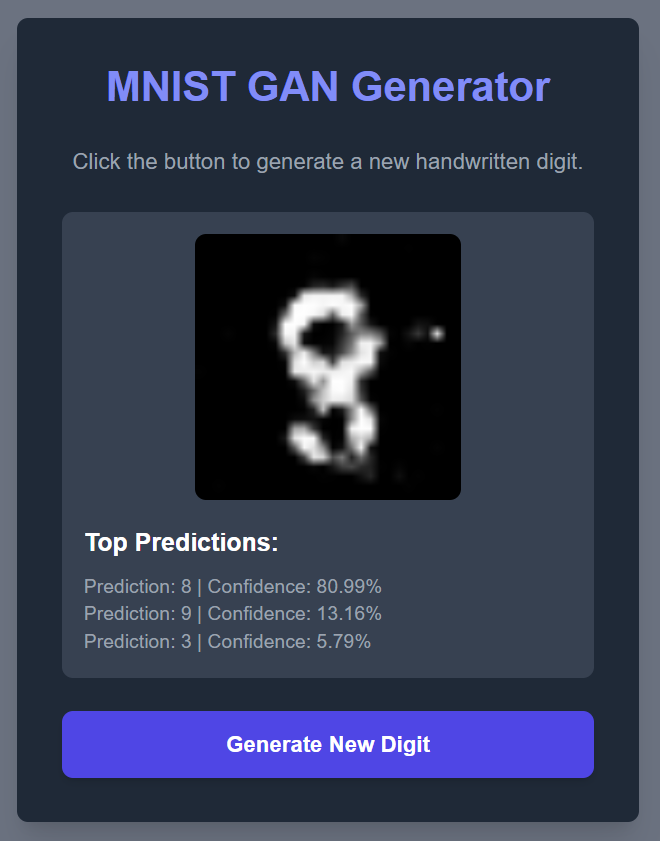 MNIST GAN Generator
Click the button to generate a new handwritten digit.
8
Top Predictions:
Prediction: 8 | Confidence: 80.99%
Prediction: 9 | Confidence: 13.16%
Prediction: 3 | Confidence: 5.79%
Generate New Digit